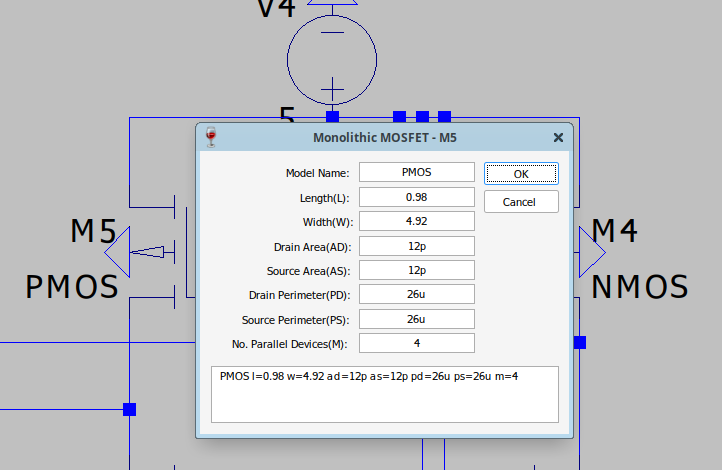 V4
5
Monolithic MOSFET - M5
Model Name: PMOS
OK
Length(L): 0.98
Cancel
Width(W): 4.92
Drain Area(AD): 12p
Source Area(AS): 12p
Drain Perimeter(PD): 26u
Source Perimeter(PS): 26u
No. Parallel Devices(M): 4
PMOS l=0.98 w=4.92 ad=12p as=12p pd=26u ps=26u m=4
M5
PMOS
M4
NMOS